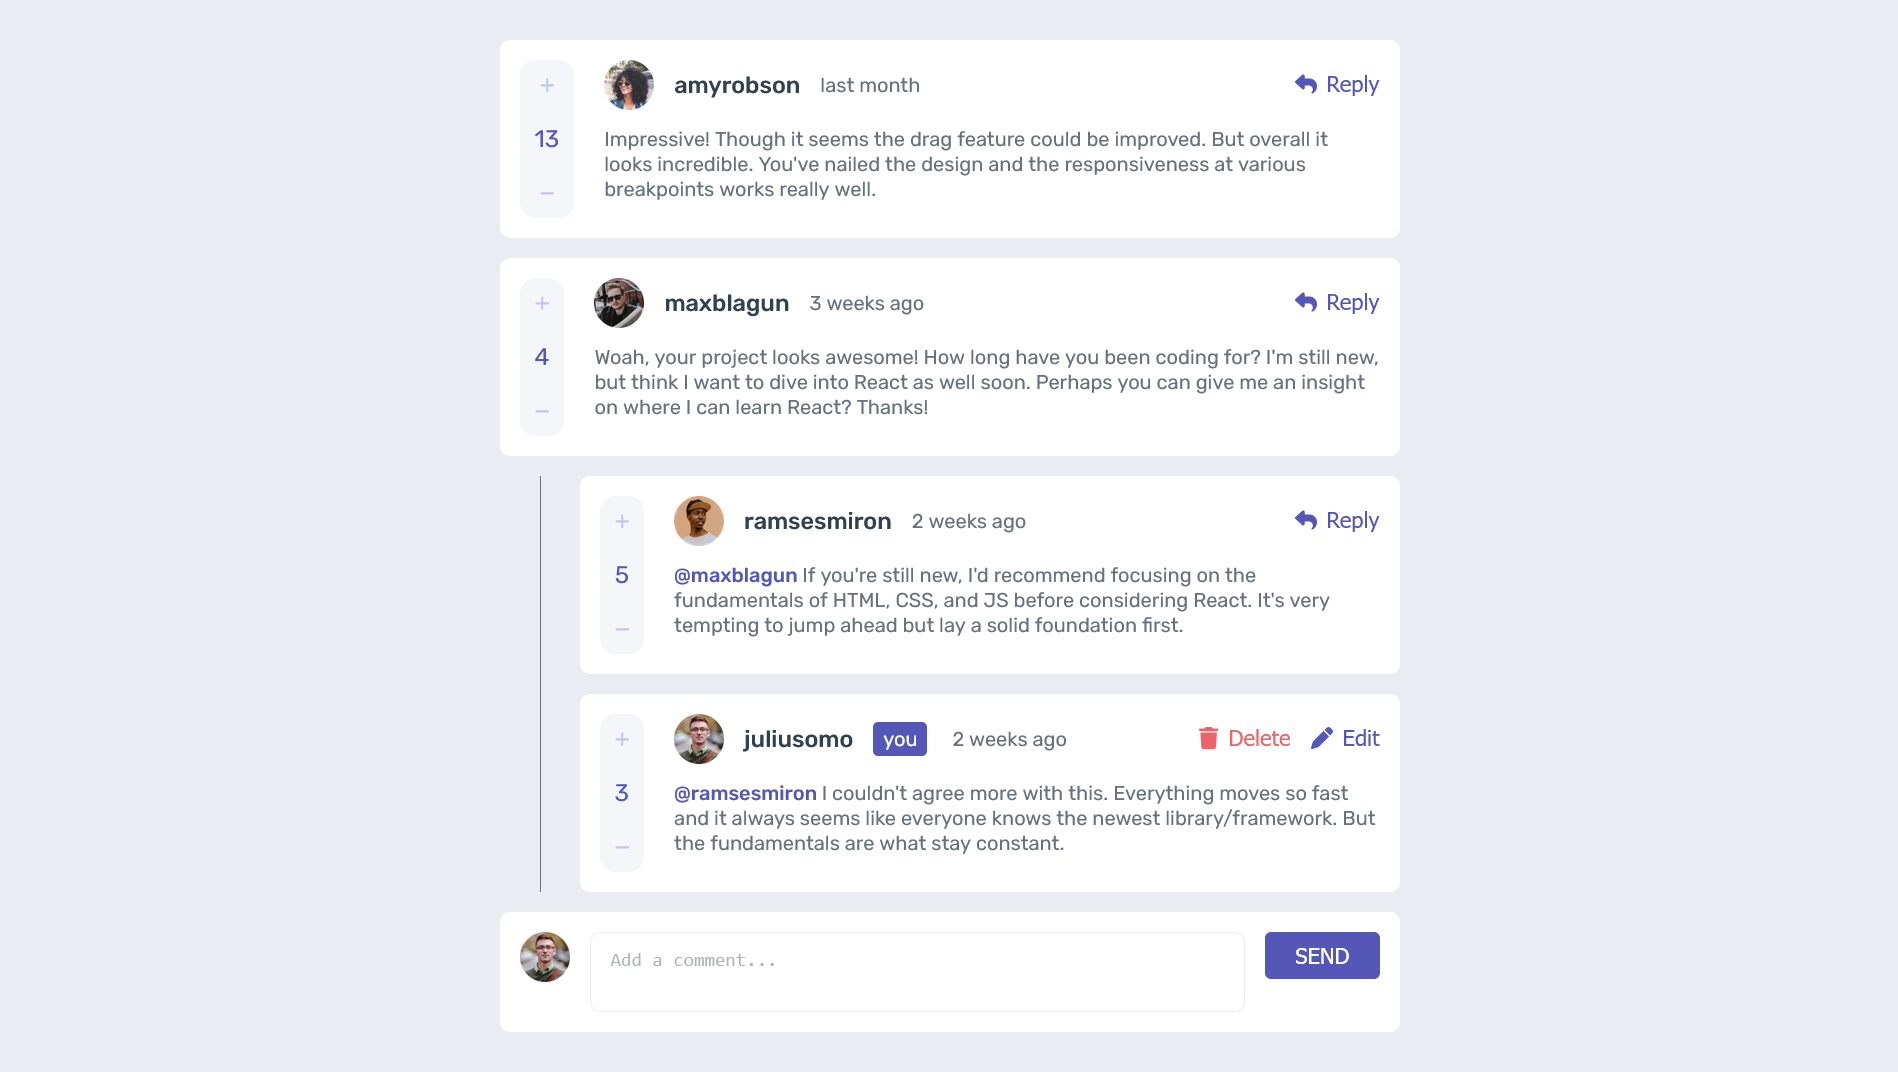 +
amyrobson last month Reply
13
Impressive! Though it seems the drag feature could be improved. But overall it
looks incredible. You've nailed the design and the responsiveness at various
breakpoints works really well.
−
+
maxblagun 3 weeks ago Reply
4
Woah, your project looks awesome! How long have you been coding for? I'm still new,
but think I want to dive into React as well soon. Perhaps you can give me an insight
on where I can learn React? Thanks!
−
+
ramsesmiron 2 weeks ago Reply
5
@maxblagun If you're still new, I'd recommend focusing on the
fundamentals of HTML, CSS, and JS before considering React. It's very
tempting to jump ahead but lay a solid foundation first.
−
+
juliusomo you 2 weeks ago Delete Edit
3
@ramsesmiron I couldn't agree more with this. Everything moves so fast
and it always seems like everyone knows the newest library/framework. But
the fundamentals are what stay constant.
−
Add a comment... SEND